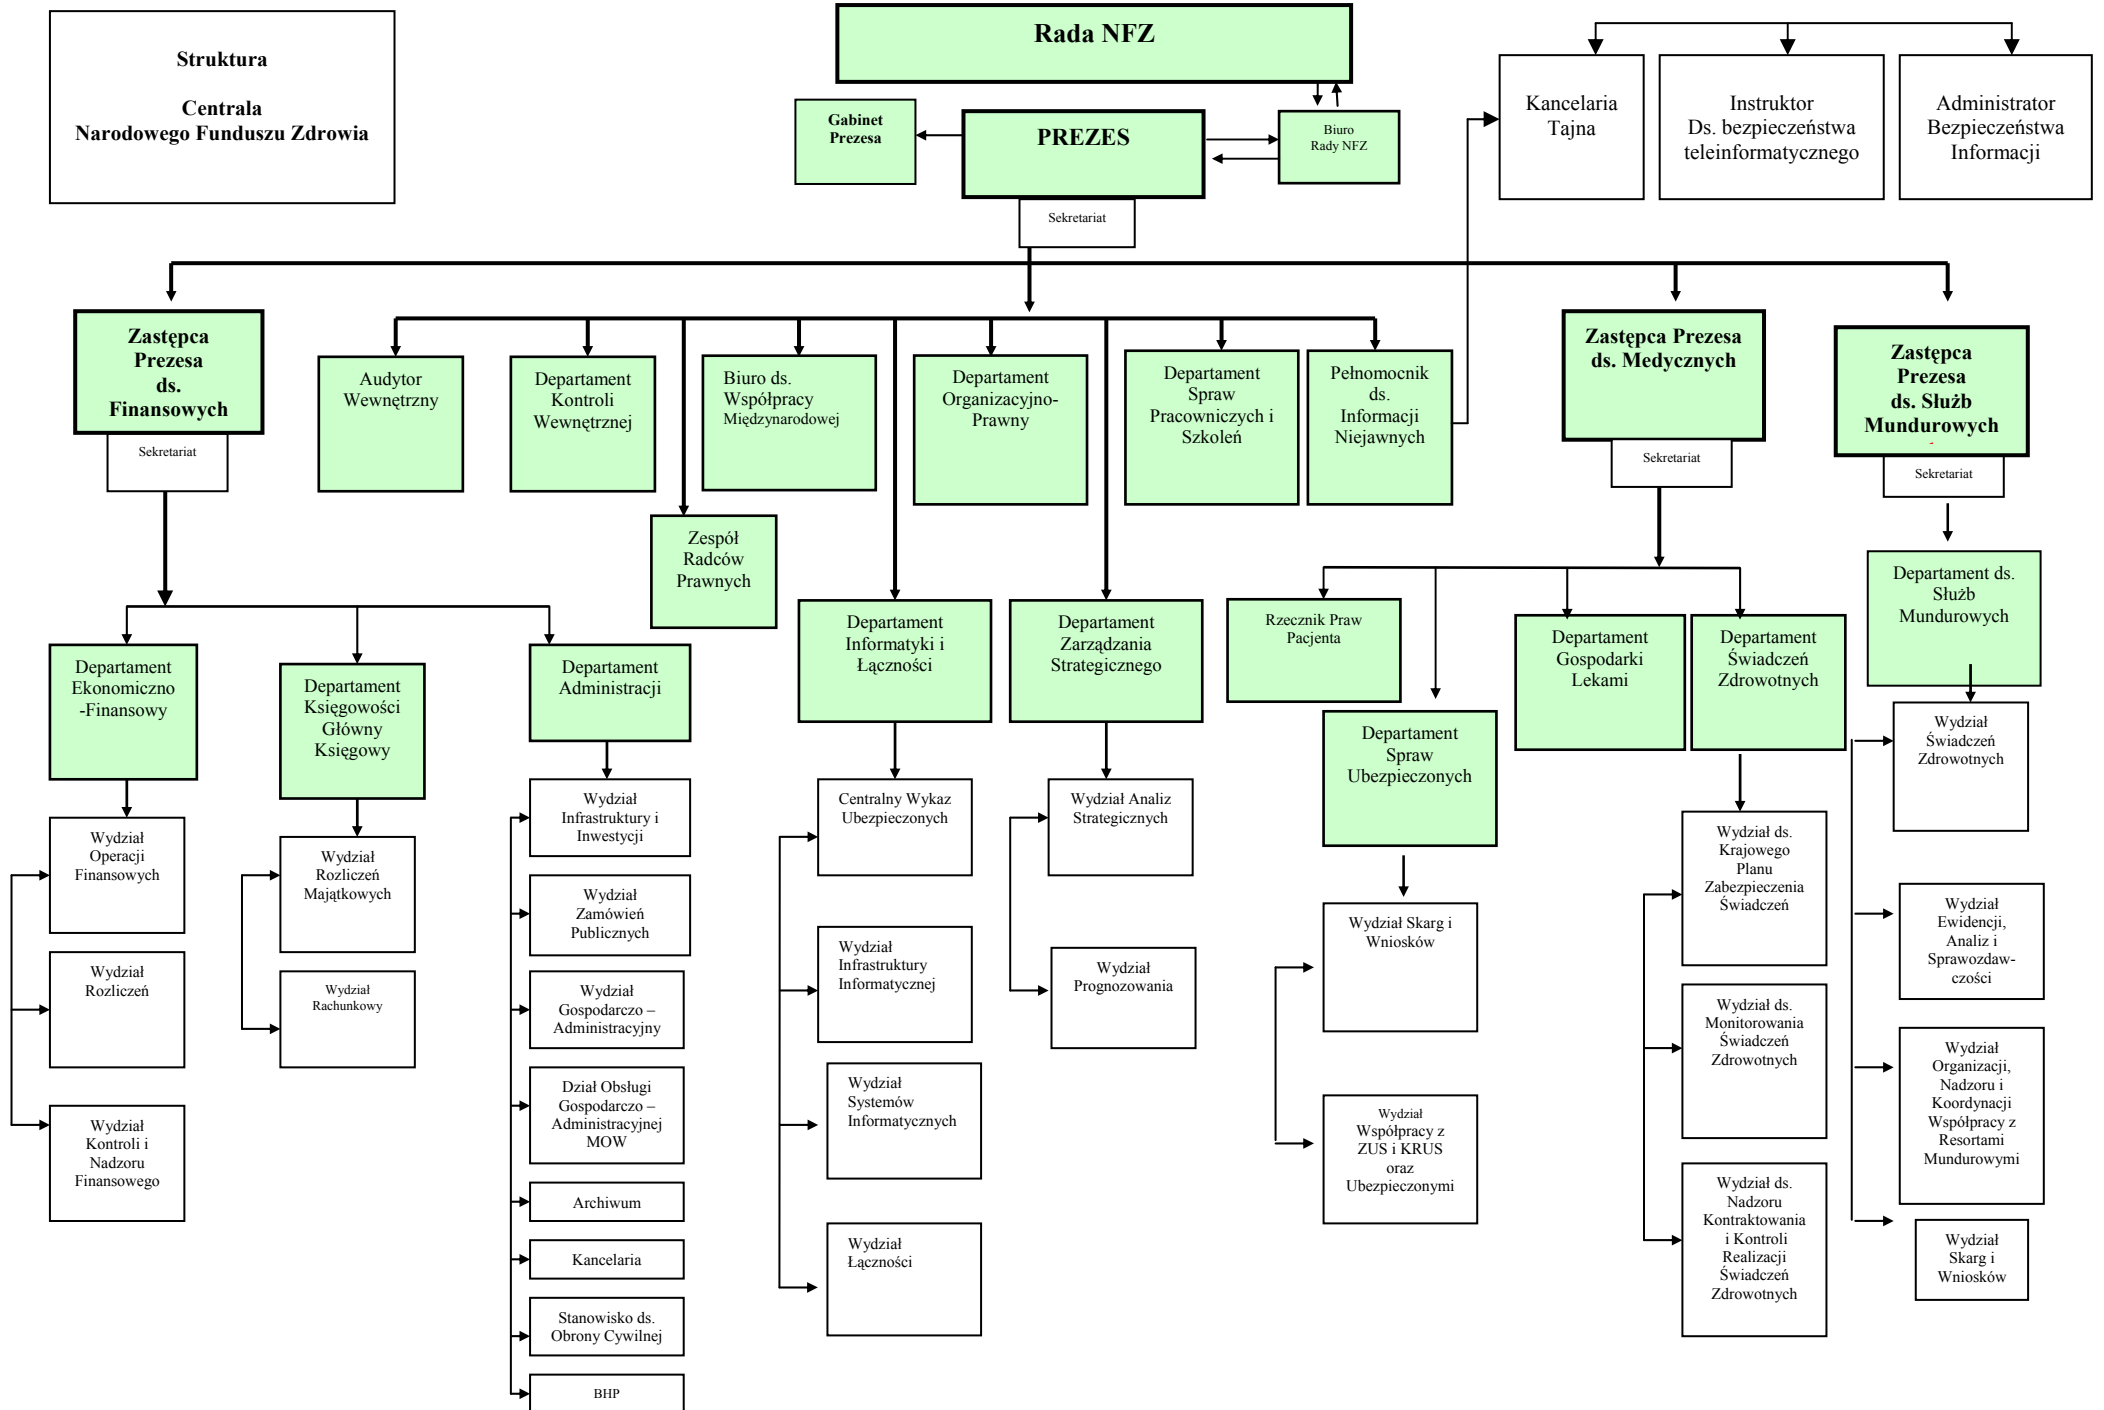 Struktura
Centrala
Narodowego Funduszu Zdrowia
Rada NFZ
Gabinet
Prezesa
PREZES
Biuro
Rady NFZ
Sekretariat
Kancelaria
Tajna
Instruktor
Ds. bezpieczeństwa
teleinformatycznego
Administrator
Bezpieczeństwa
Informacji
Zastępca
Prezesa
ds.
Finansowych
Sekretariat
Audytor
Wewnętrzny
Departament
Kontroli
Wewnętrznej
Zespół
Radców
Prawnych
Biuro ds.
Współpracy
Międzynarodowej
Departament
Organizacyjno-
Prawny
Departament
Spraw
Pracowniczych i
Szkoleń
Pełnomocnik
ds.
Informacji
Niejawnych
Zastępca Prezesa
ds. Medycznych
Sekretariat
Zastępca
Prezesa
ds. Służb
Mundurowych
Sekretariat
Departament
Ekonomiczno
-Finansowy
Wydział
Operacji
Finansowych
Wydział
Rozliczeń
Wydział
Kontroli i
Nadzoru
Finansowego
Departament
Księgowości
Główny
Księgowy
Wydział
Rozliczeń
Majątkowych
Wydział
Rachunkowy
Departament
Administracji
Wydział
Infrastruktury i
Inwestycji
Wydział
Zamówień
Publicznych
Wydział
Gospodarczo –
Administracyjny
Dział Obsługi
Gospodarczo –
Administracyjnej
MOW
Archiwum
Kancelaria
Stanowisko ds.
Obrony Cywilnej
BHP
Departament
Informatyki i
Łączności
Centralny Wykaz
Ubezpieczonych
Wydział
Infrastruktury
Informatycznej
Wydział
Systemów
Informatycznych
Wydział
Łączności
Departament
Zarządzania
Strategicznego
Wydział Analiz
Strategicznych
Wydział
Prognozowania
Rzecznik Praw
Pacjenta
Departament
Spraw
Ubezpieczonych
Wydział Skarg i
Wniosków
Wydział
Współpracy z
ZUS i KRUS
oraz
Ubezpieczonymi
Departament
Gospodarki
Lekami
Departament
Świadczeń
Zdrowotnych
Wydział ds.
Krajowego
Planu
Zabezpieczenia
Świadczeń
Wydział ds.
Monitorowania
Świadczeń
Zdrowotnych
Wydział ds.
Nadzoru
Kontraktowania
i Kontroli
Realizacji
Świadczeń
Zdrowotnych
Departament ds.
Służb
Mundurowych
Wydział
Świadczeń
Zdrowotnych
Wydział
Ewidencji,
Analiz i
Sprawozdaw-
czości
Wydział
Organizacji,
Nadzoru i
Koordynacji
Współpracy z
Resortami
Mundurowymi
Wydział
Skarg i
Wniosków